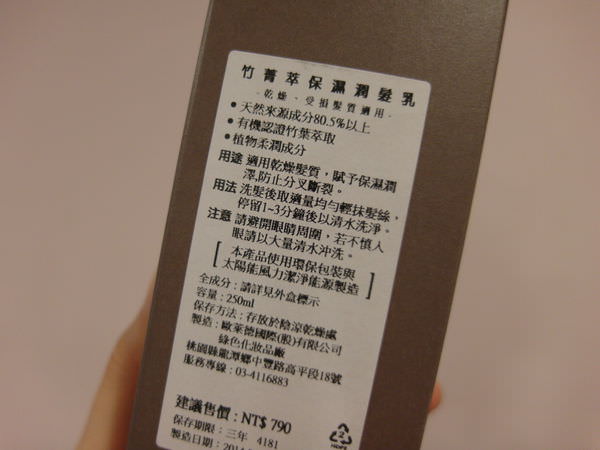 竹菁萃保濕潤髮乳
-乾燥、受損髮質適用-
●天然來源成分80.5%以上
●有機認證竹葉萃取
●植物柔潤成分
用途 適用乾燥髮質，賦予保濕潤
澤,防止分叉斷裂。
用法 洗髮後取適量均勻輕抹髮絲，
停留1~3分鐘後以清水洗淨。
注意 請避開眼睛周圍，若不慎入
眼請以大量清水沖洗。
[本產品使用環保包裝與
太陽能風力潔淨能源製造]
全成分：請詳見外盒標示
容量：250ml
保存方法：存放於陰涼乾燥處
製造：歐萊德國際(股)有限公司
綠色化妝品廠
桃園縣龍潭鄉中豐路高平段18號
服務專線：03-4116883
建議售價：NT$ 790
保存期限：三年 4181
製造日期：201
2
HDPE